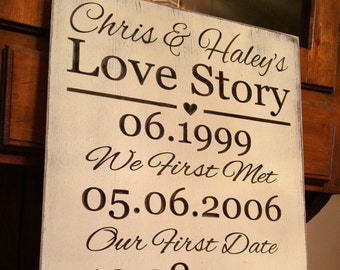 Chris & Haley's
Love Story
06.1999
We First Met
05.06.2006
Our First Date